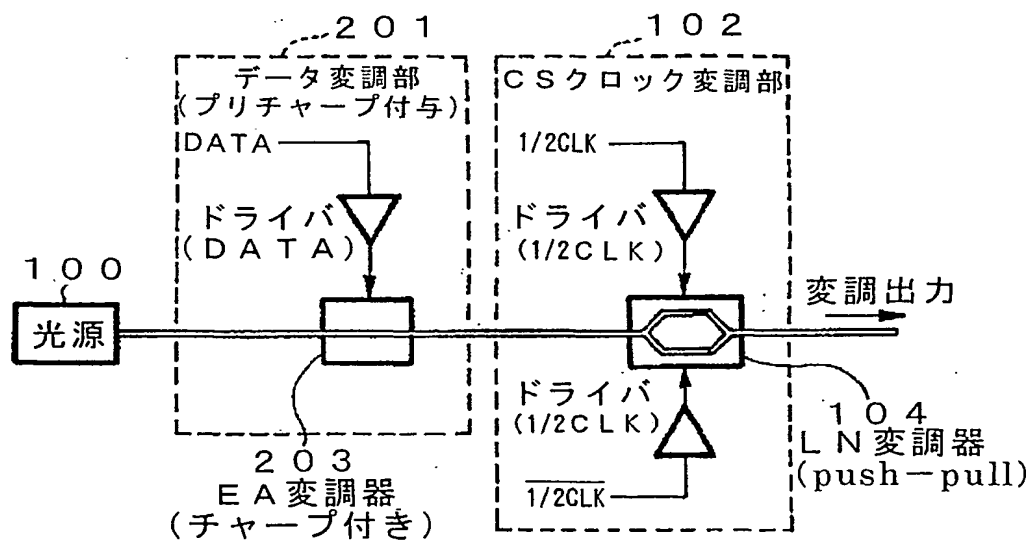 201
データ変調部
(プリチャープ付与)
DATA
ドライバ
(DATA)
100
光源
203
EA変調器
(チャープ付き)
102
CSクロック変調部
1/2CLK
ドライバ
(1/2CLK)
変調出力
ドライバ
(1/2CLK)
1/2CLK
104
LN変調器
(push-pull)